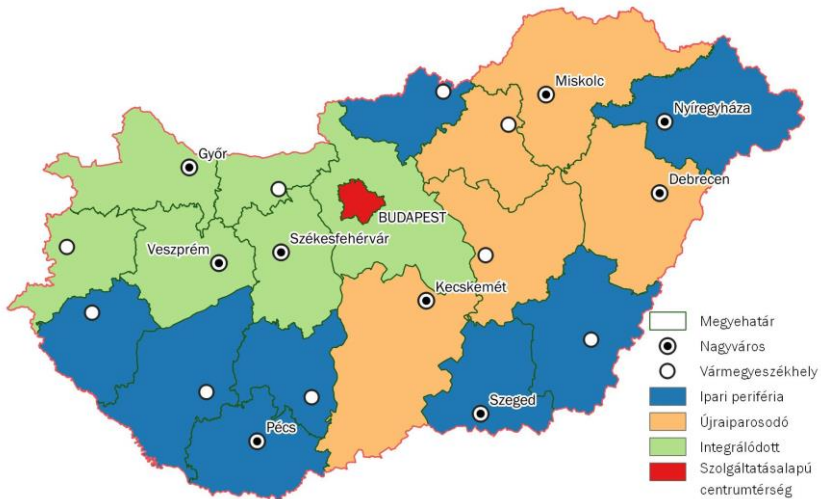 Miskolc
Nyíregyháza
Győr
Debrecen
BUDAPEST
Székesfehérvár
Veszprém
Kecskemét
Szeged
Pécs
Megyehatár
Nagyváros
Vármegyeszékhely
Ipari periféria
Újraiparosodó
Integrálódott
Szolgáltatásalapú
centrumtérség